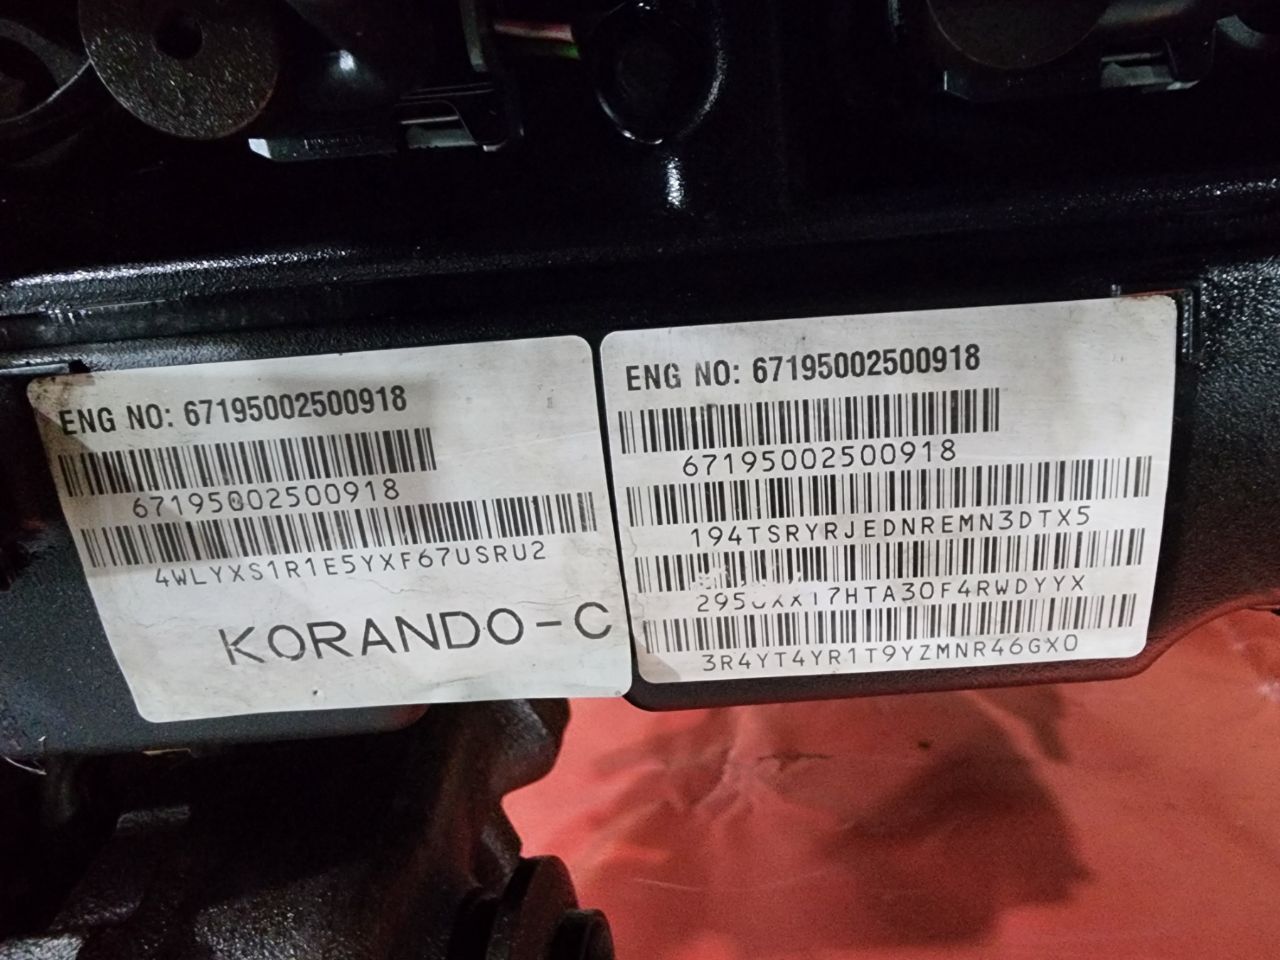 ENG NO: 67195002500918
67195002500918
4WLYXS1R1E5YXF67USRU2
KORANDO-C
ENG NO: 67195002500918
67195002500918
194TSRYRJEDNREMN3DTX5
3R4YT4YR1T9YZMNR46GX0